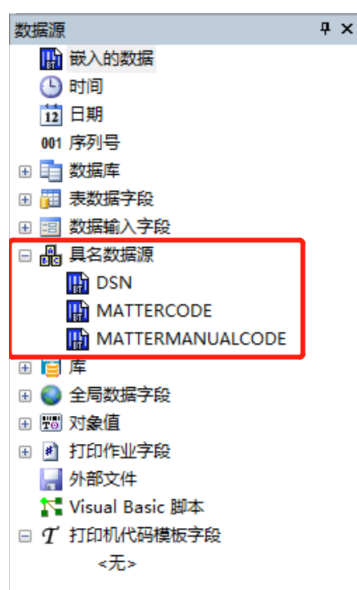 数据源
嵌入的数据
时间
12 日期
001 序列号
数据库
表数据字段
数据输入字段
具名数据源
DSN
MATTERCODE
MATTERMANUALCODE
库
全局数据字段
对象值
打印作业字段
外部文件
Visual Basic 脚本
打印机代码模板字段
<无>